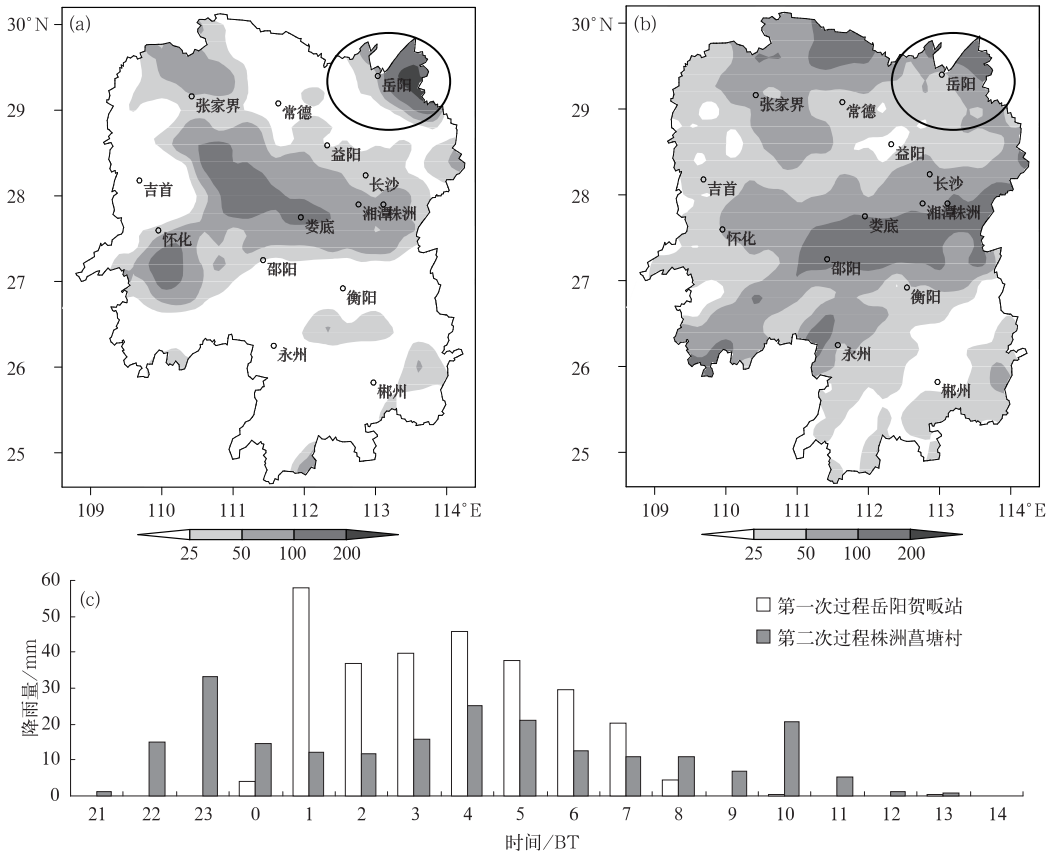 (a)
30°N
29
28
27
26
25
张家界
常德
岳阳
益阳
吉首
长沙
湘潭
株洲
娄底
怀化
邵阳
衡阳
永州
郴州
109 110 111 112 113 114°E
25 50 100 200
(b)
30°N
29
28
27
26
25
张家界
常德
岳阳
益阳
吉首
长沙
湘潭
株洲
娄底
怀化
邵阳
衡阳
永州
郴州
109 110 111 112 113 114°E
25 50 100 200
(c)
降雨量/mm
60
50
40
30
20
10
0
第一次过程岳阳贺畈站
第二次过程株洲菖塘村
21 22 23 0 1 2 3 4 5 6 7 8 9 10 11 12 13 14
时间/BT